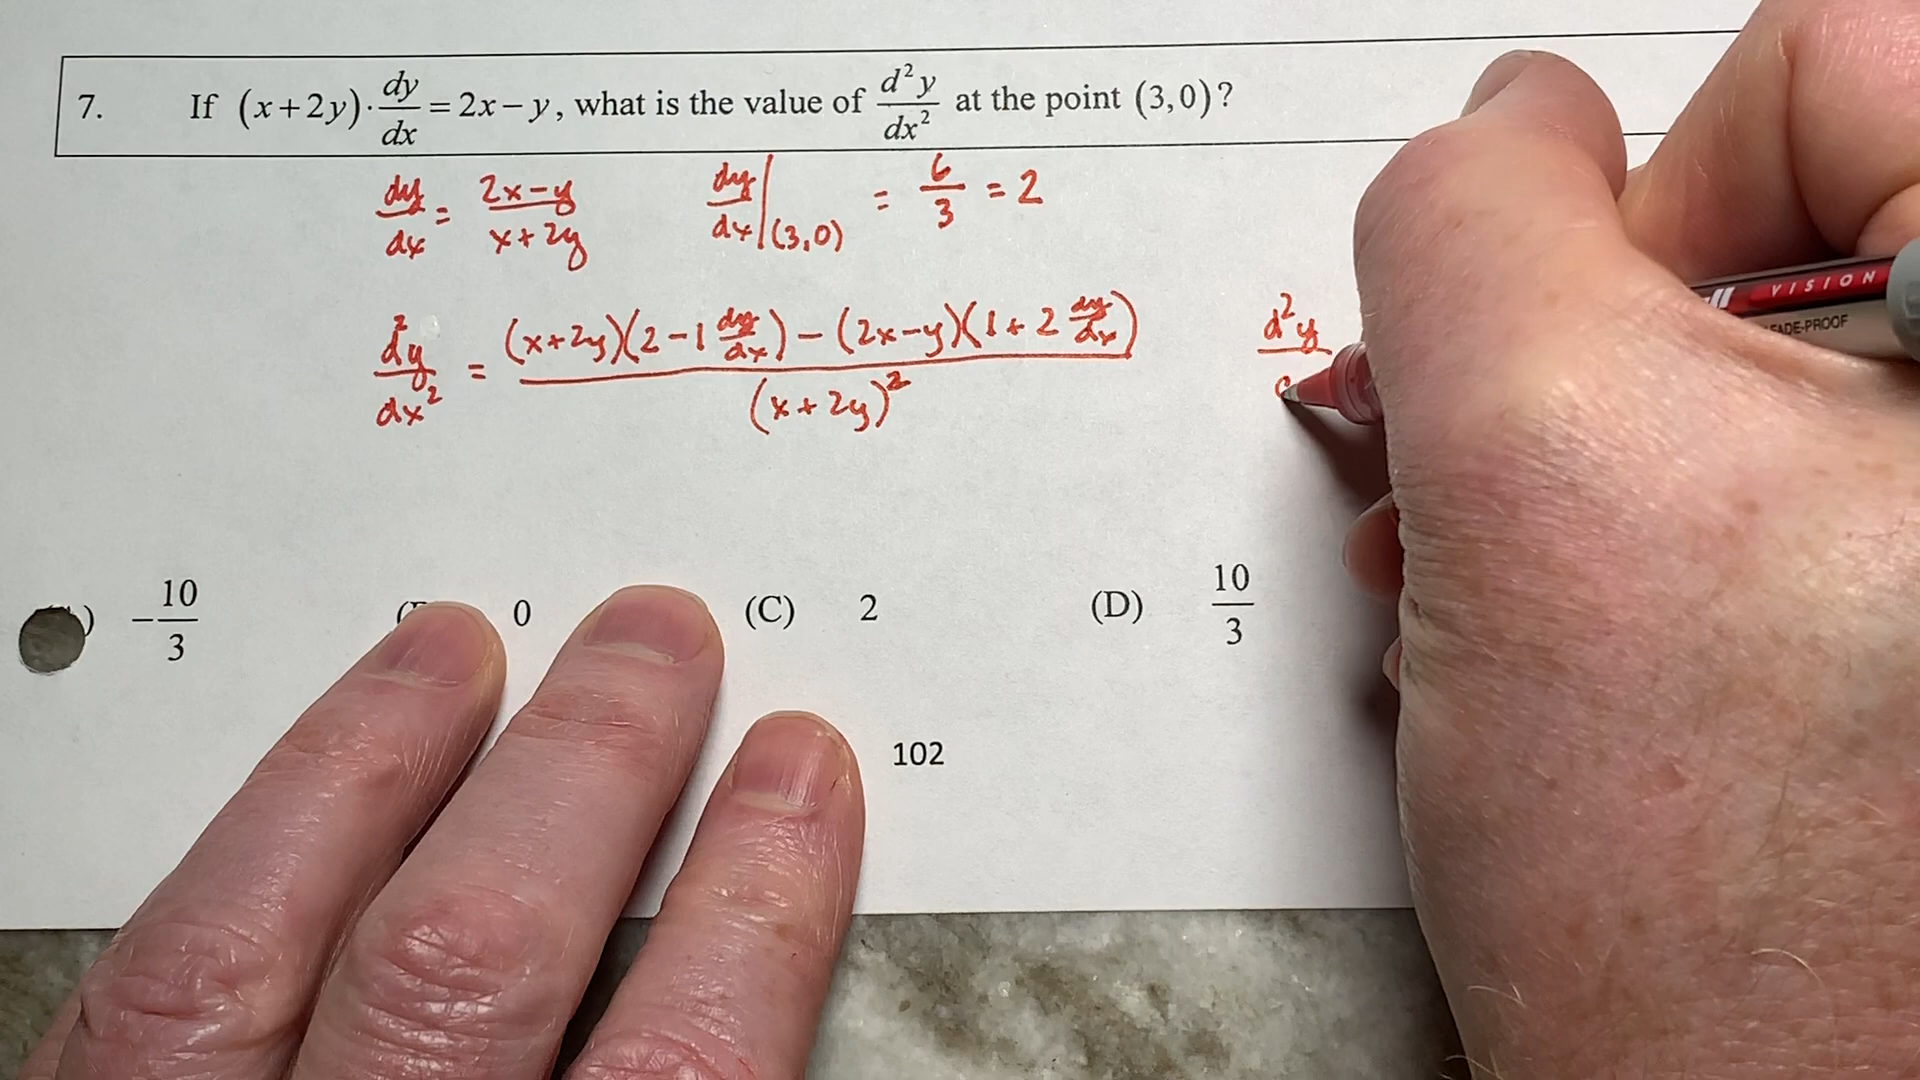 7. If (x+2y)·dy/dx = 2x−y, what is the value of d²y/dx² at the point (3,0)?
dy/dx = 2x−y/x+2y dy/dx|(3,0) = 6/3 = 2
d²y/dx² = (x+2y)(2−1 dy/dx) − (2x−y)(1+2 dy/dx)/(x+2y)² d²y
−10/3 0 (C) 2 (D) 10/3
102
VISION
FADE-PROOF